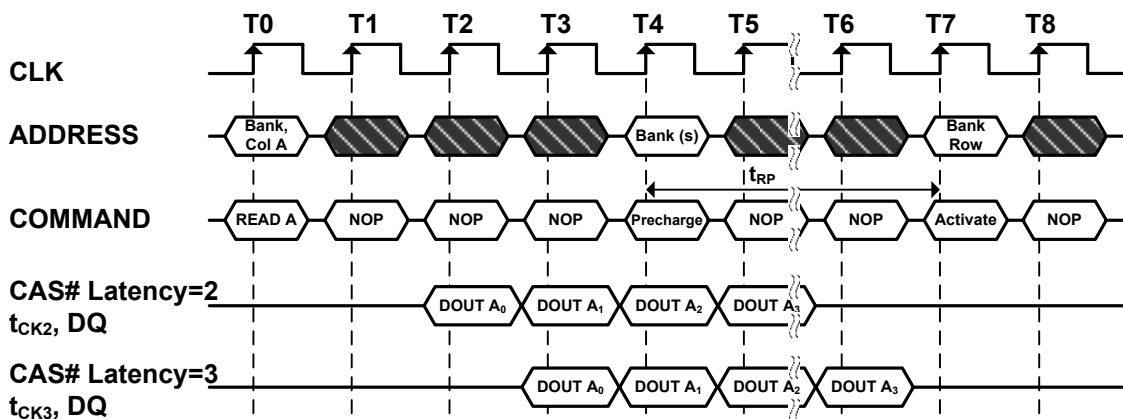 T0 T1 T2 T3 T4 T5 T6 T7 T8
CLK
ADDRESS
Bank,
Col A
Bank (s)
Bank
Row
tRP
COMMAND
READ A NOP NOP NOP Precharge NOP NOP Activate NOP
CAS# Latency=2
tCK2, DQ
DOUT A0 DOUT A1 DOUT A2 DOUT A3
CAS# Latency=3
tCK3, DQ
DOUT A0 DOUT A1 DOUT A2 DOUT A3